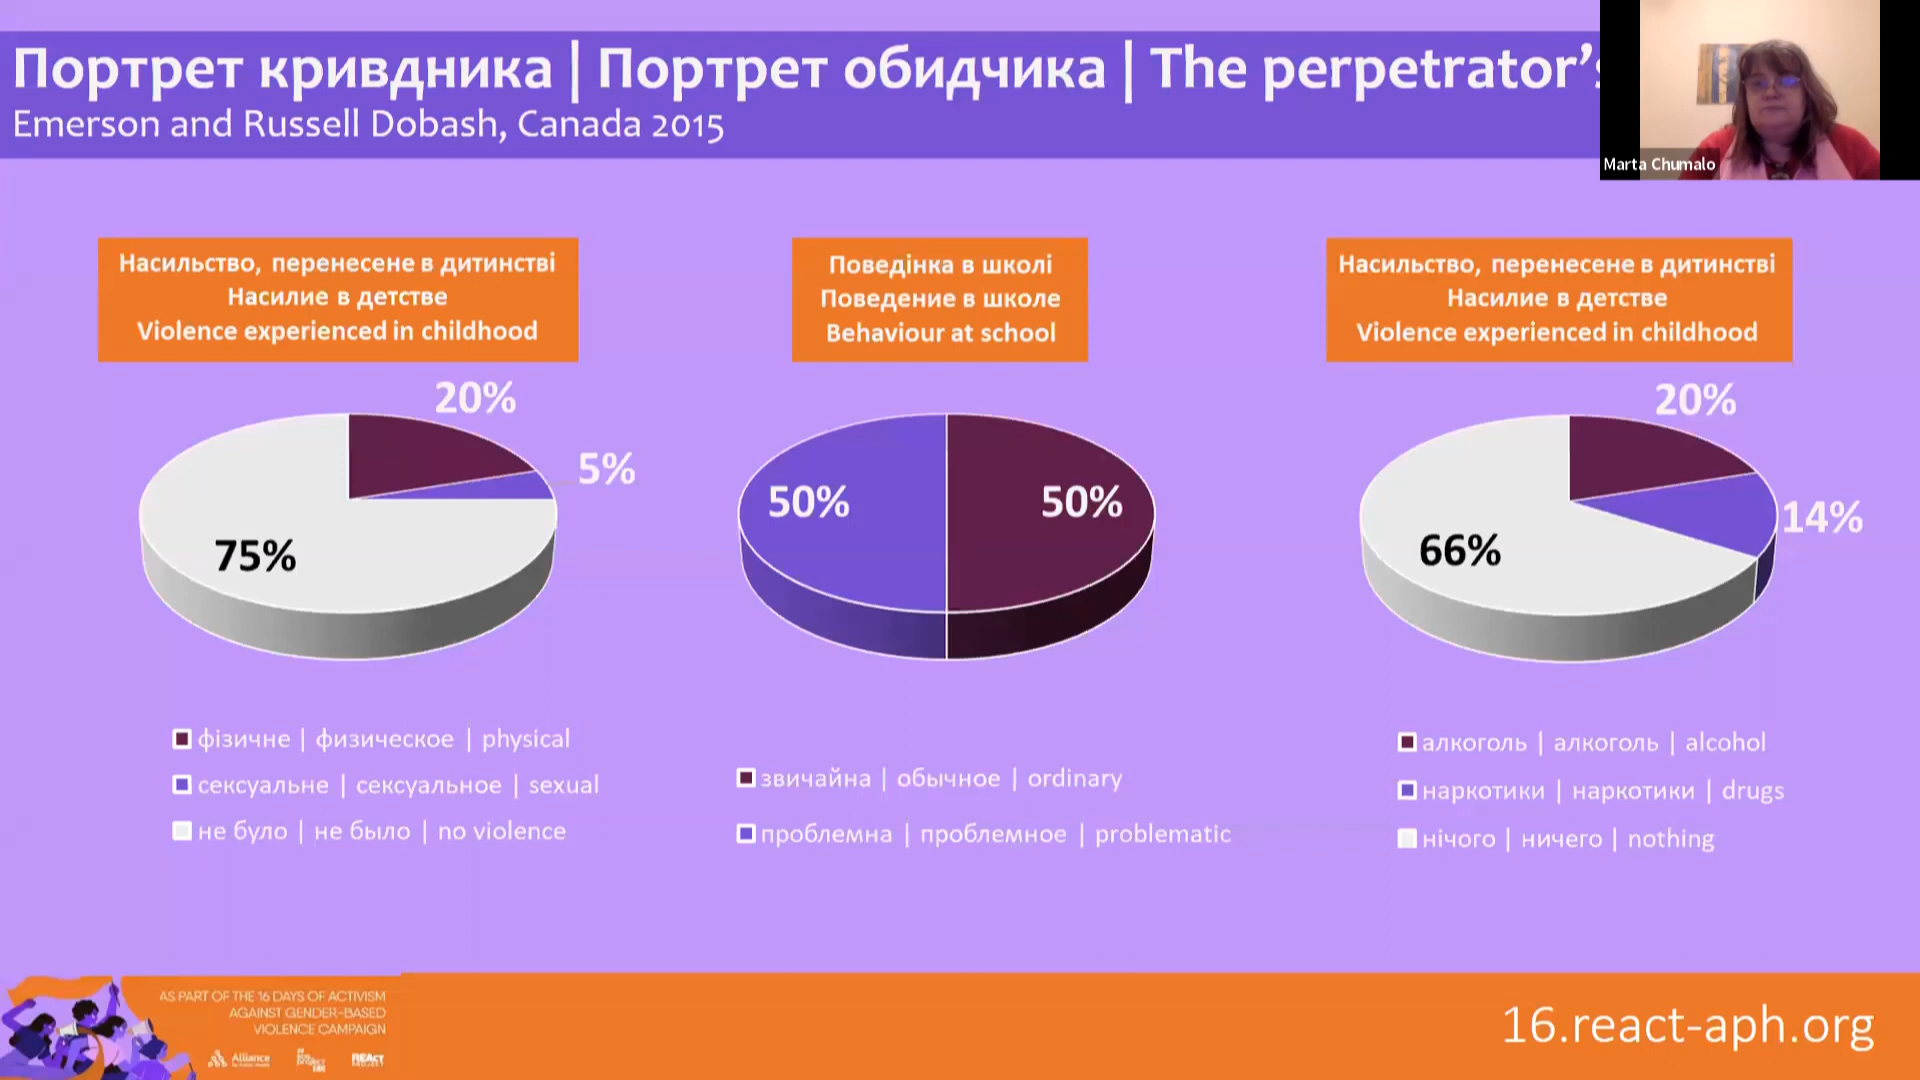 Портрет кривдника | Портрет обидчика | The perpetrator's
Emerson and Russell Dobash, Canada 2015
Marta Chumalo
Насильство, перенесене в дитинстві
Насилие в детстве
Violence experienced in childhood
20%
5%
75%
фізичне | физическое | physical
сексуальне | сексуальное | sexual
не було | не было | no violence
Поведінка в школі
Поведение в школе
Behaviour at school
50%
50%
звичайна | обычное | ordinary
проблемна | проблемное | problematic
Насильство, перенесене в дитинстві
Насилие в детстве
Violence experienced in childhood
20%
14%
66%
алкоголь | алкоголь | alcohol
наркотики | наркотики | drugs
нічого | ничего | nothing
AS PART OF THE 16 DAYS OF ACTIVISM
AGAINST GENDER-BASED
VIOLENCE CAMPAIGN
Alliance
REAct
16.react-aph.org